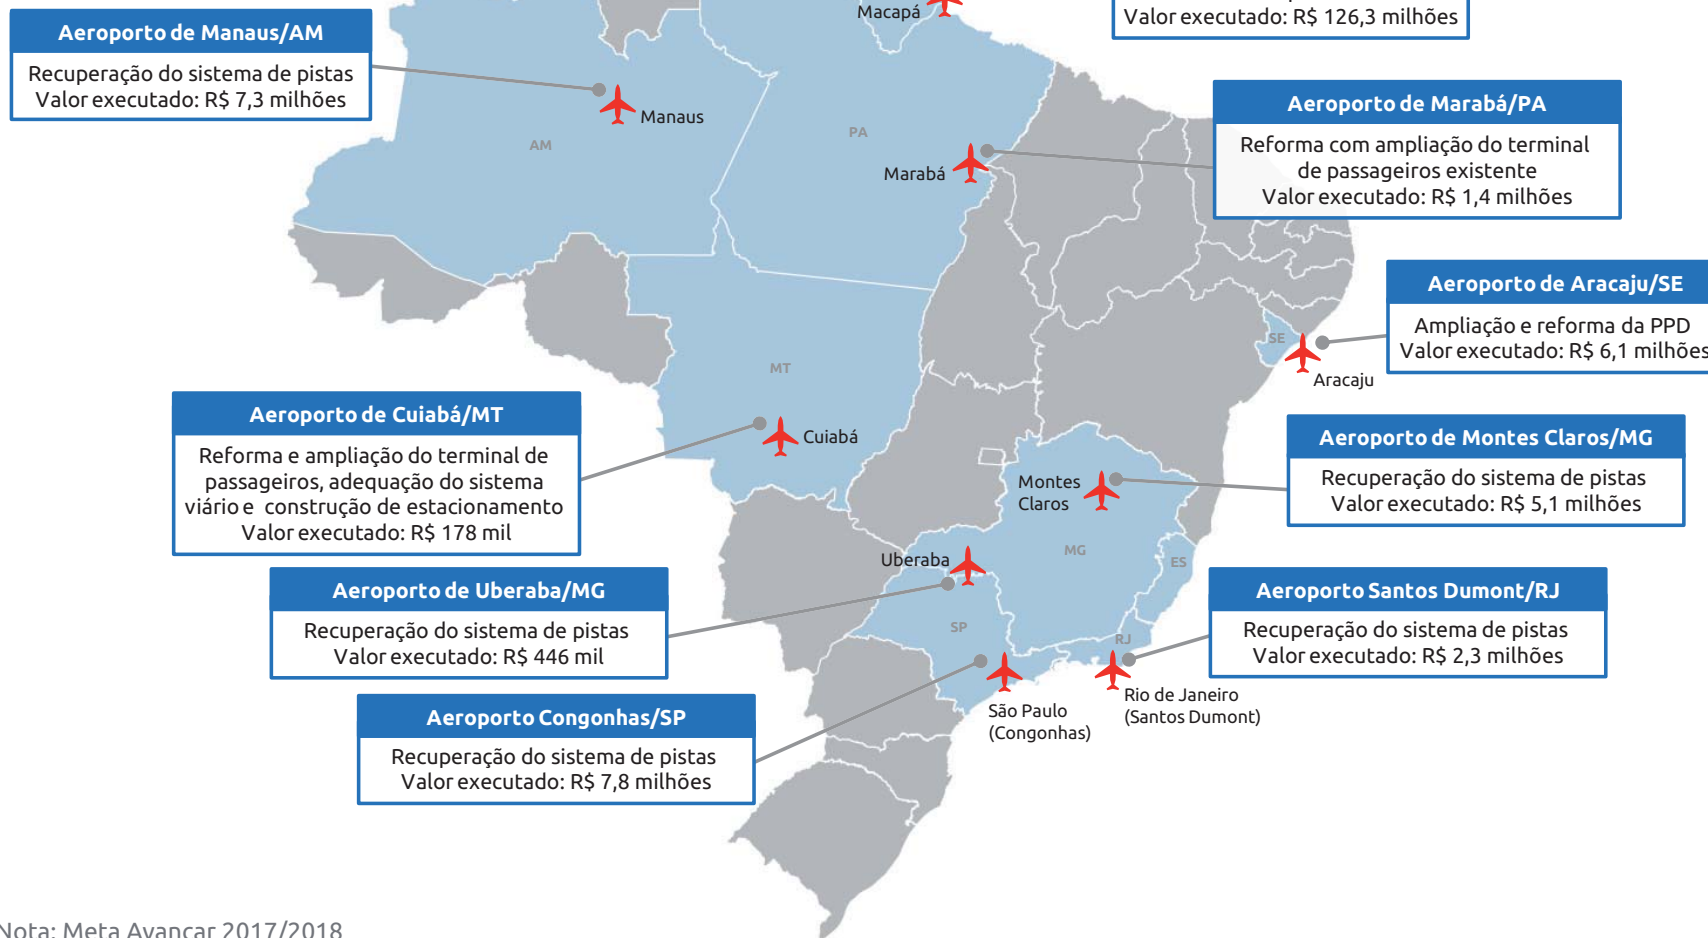 Macapá
Valor executado: R$ 126,3 milhões
Aeroporto de Manaus/AM
Recuperação do sistema de pistas
Valor executado: R$ 7,3 milhões
Manaus
AM
PA
Marabá
Aeroporto de Marabá/PA
Reforma com ampliação do terminal
de passageiros existente
Valor executado: R$ 1,4 milhões
Aeroporto de Aracaju/SE
Ampliação e reforma da PPD
Valor executado: R$ 6,1 milhões
SE
Aracaju
MT
Cuiabá
Aeroporto de Cuiabá/MT
Reforma e ampliação do terminal de
passageiros, adequação do sistema
viário e construção de estacionamento
Valor executado: R$ 178 mil
Aeroporto de Montes Claros/MG
Recuperação do sistema de pistas
Valor executado: R$ 5,1 milhões
Montes
Claros
MG
ES
Uberaba
Aeroporto de Uberaba/MG
Recuperação do sistema de pistas
Valor executado: R$ 446 mil
SP
RJ
Aeroporto Santos Dumont/RJ
Recuperação do sistema de pistas
Valor executado: R$ 2,3 milhões
Rio de Janeiro
(Santos Dumont)
São Paulo
(Congonhas)
Aeroporto Congonhas/SP
Recuperação do sistema de pistas
Valor executado: R$ 7,8 milhões
Nota: Meta Avançar 2017/2018